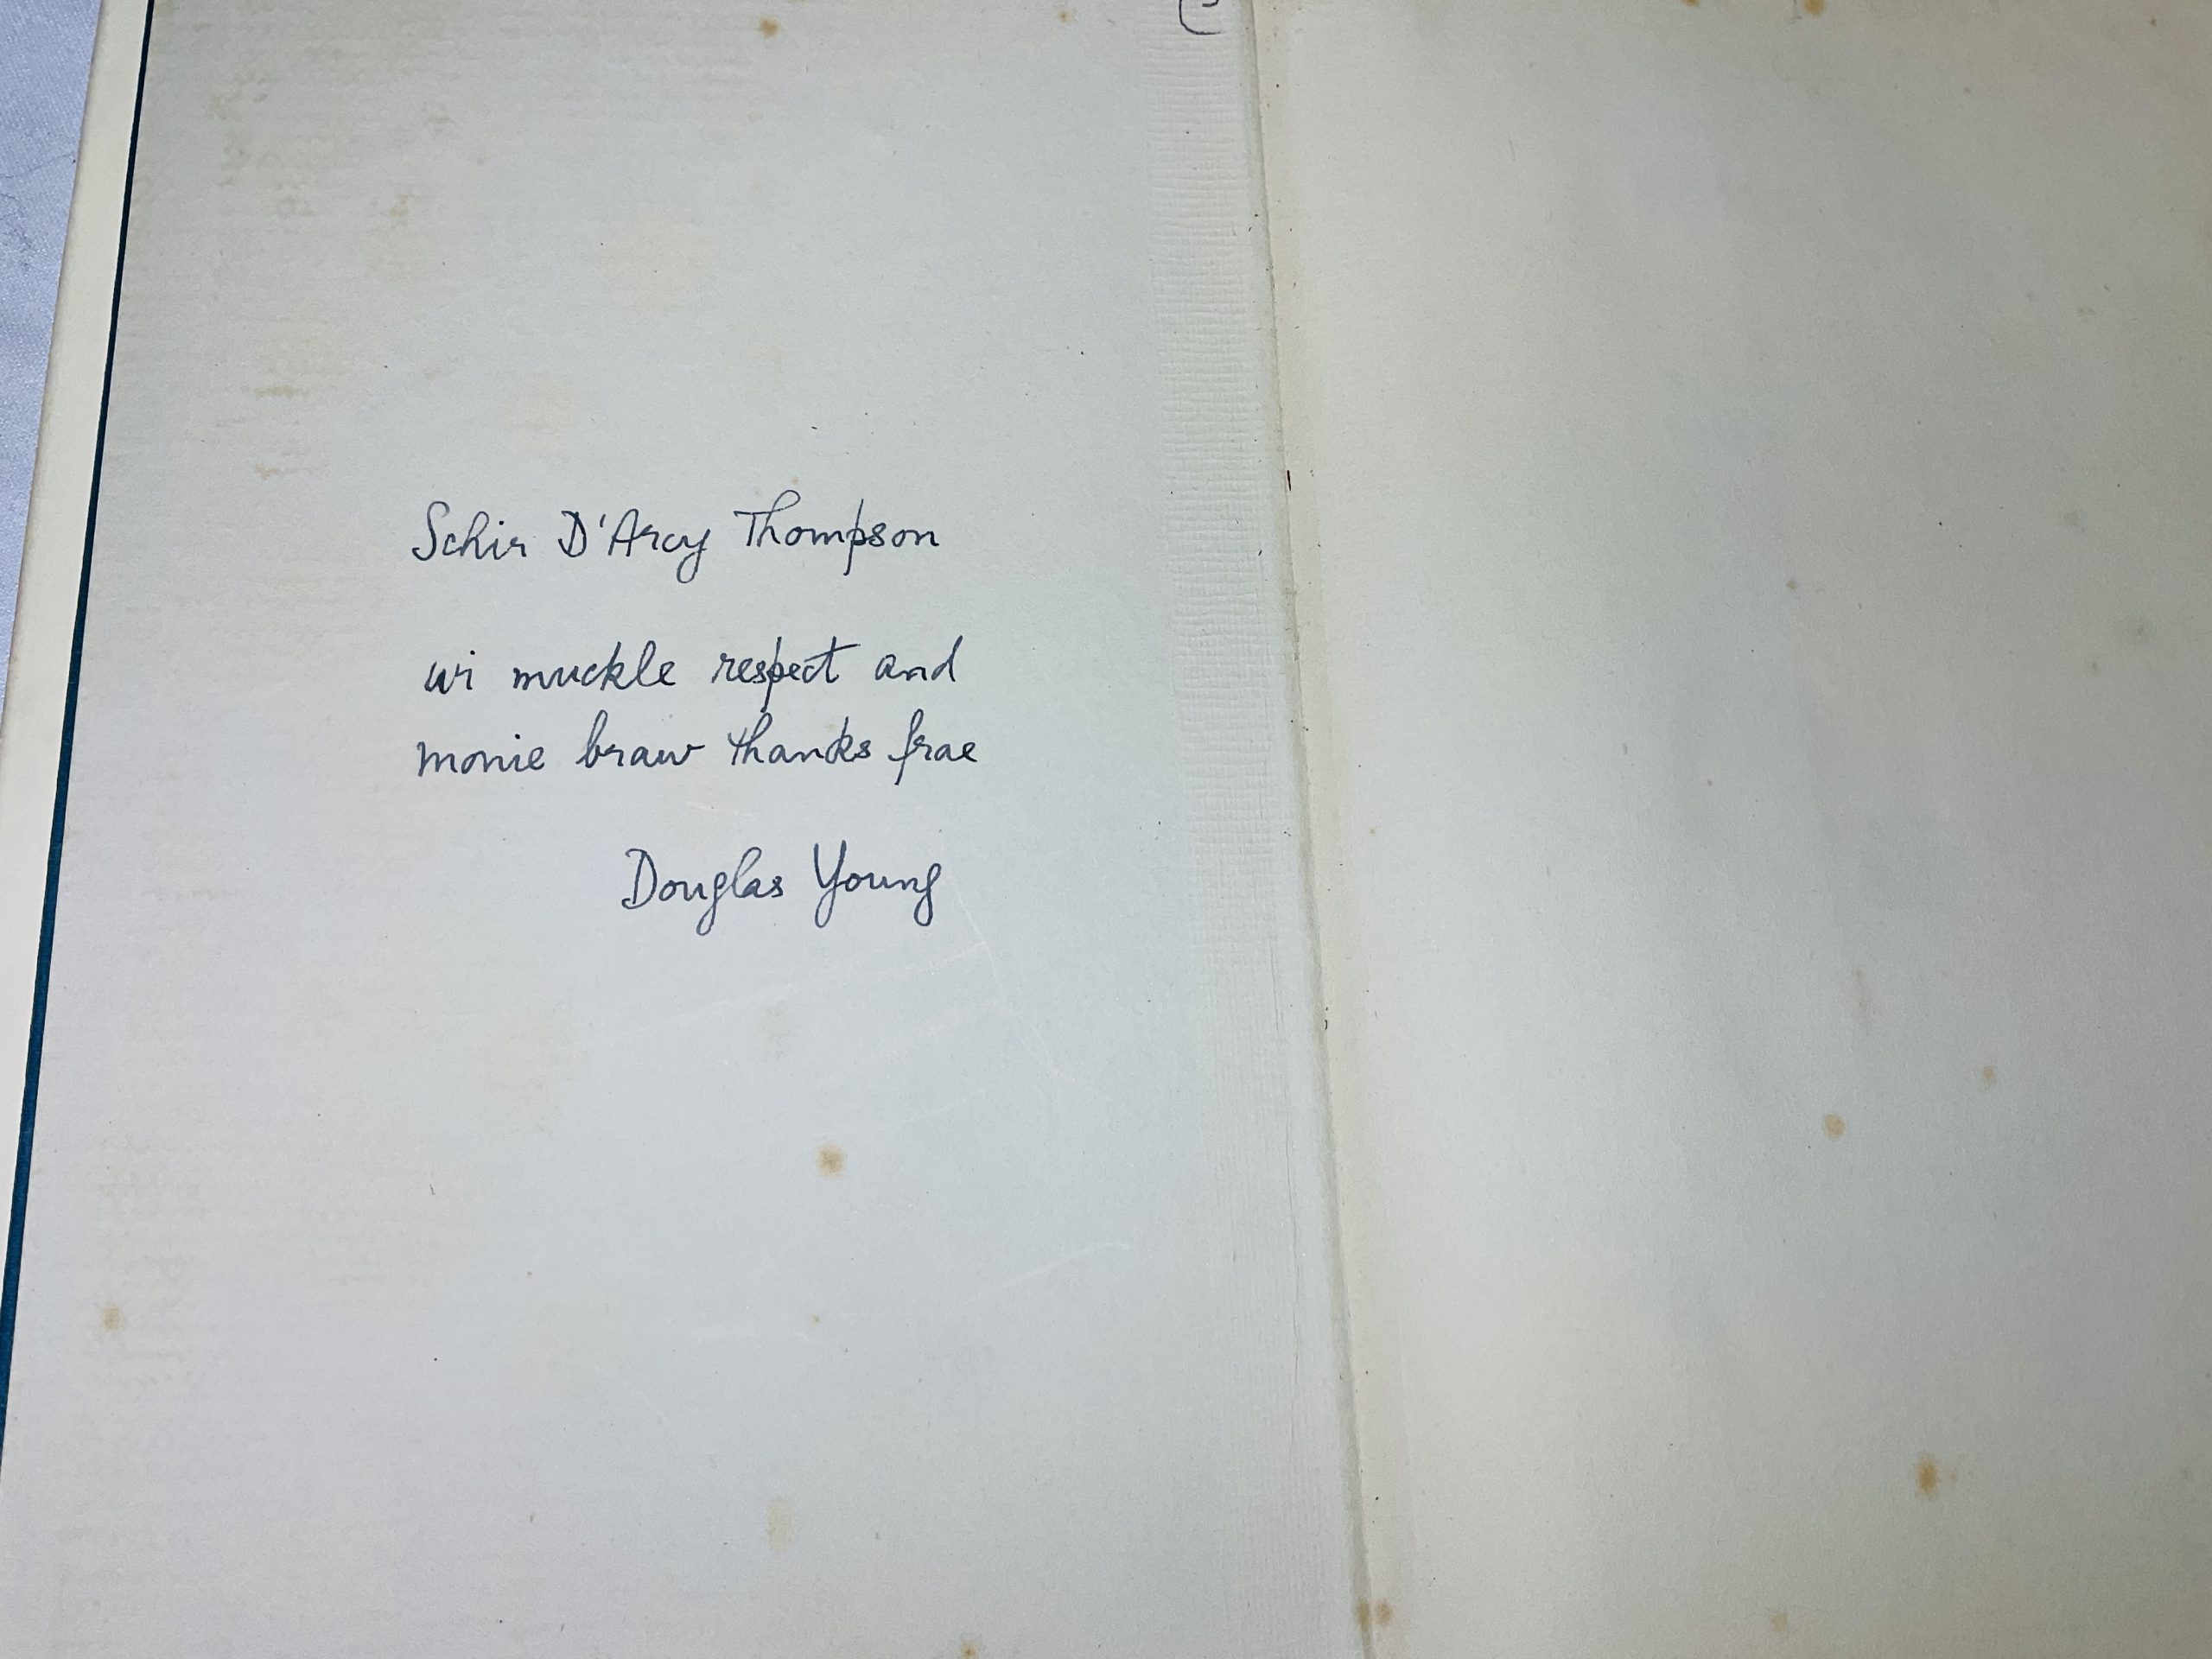 Schir D'Arcy Thompson
wi muckle respect and
monie braw thanks frae
Douglas Young